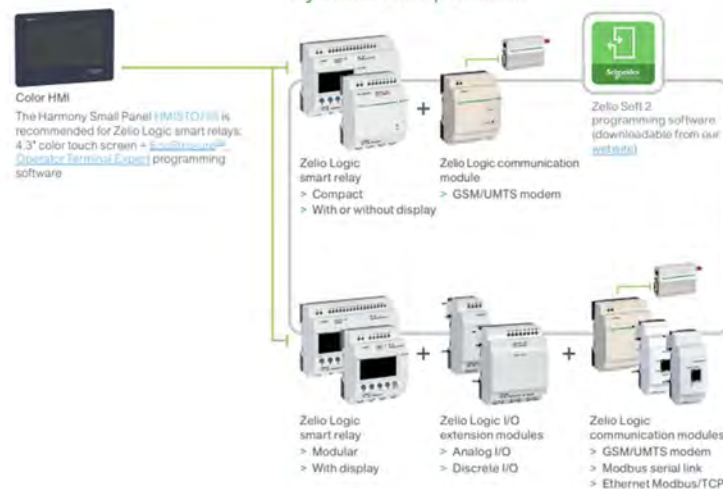 Color HMI
The Harmony Small Panel HMISTO705 is
recommended for Zelio Logic smart relays:
4.3" color touch screen + EcoStruxure™
Operator Terminal Expert programming
software
Zelio Logic
smart relay
> Compact
> With or without display
+
Zelio Logic communication
module
> GSM/UMTS modem
Schneider
Zelio Soft 2
programming software
(downloadable from our
website)
Zelio Logic
smart relay
> Modular
> With display
+
Zelio Logic I/O
extension modules
> Analog I/O
> Discrete I/O
+
Zelio Logic
communication modules
> GSM/UMTS modem
> Modbus serial link
> Ethernet Modbus/TCP